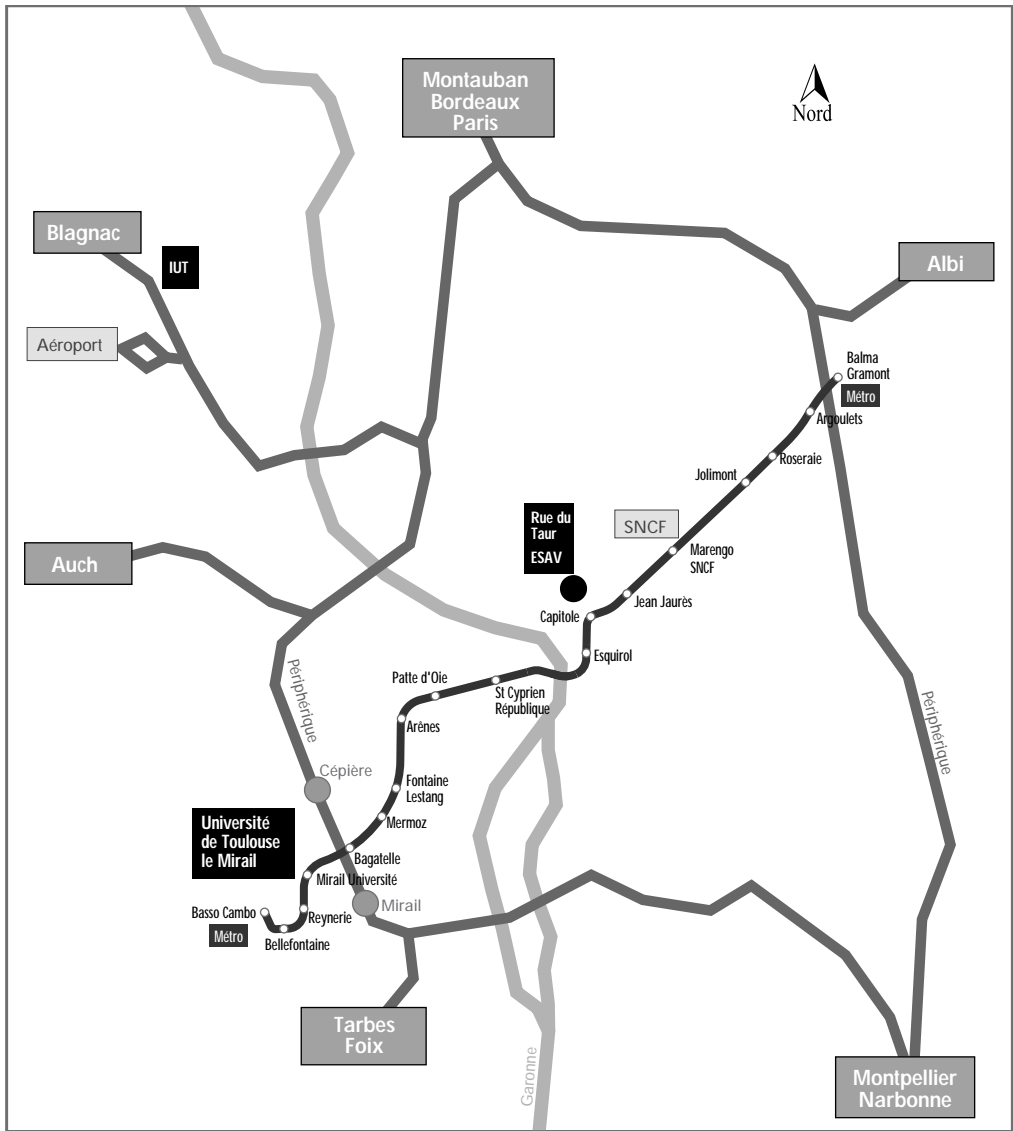 Montauban
Bordeaux
Paris
Nord
Blagnac
IUT
Albi
Aéroport
Balma
Gramont
Métro
Argoulets
Roseraie
Jolimont
Rue du
Taur
ESAV
SNCF
Marengo
SNCF
Auch
Jean Jaurès
Capitole
Esquirol
Périphérique
Patte d'Oie
St Cyprien
République
Arênes
Périphérique
Cépière
Fontaine
Lestang
Mermoz
Université
de Toulouse
le Mirail
Bagatelle
Mirail Université
Mirail
Basso Cambo
Reynerie
Métro
Bellefontaine
Tarbes
Foix
Garonne
Montpellier
Narbonne